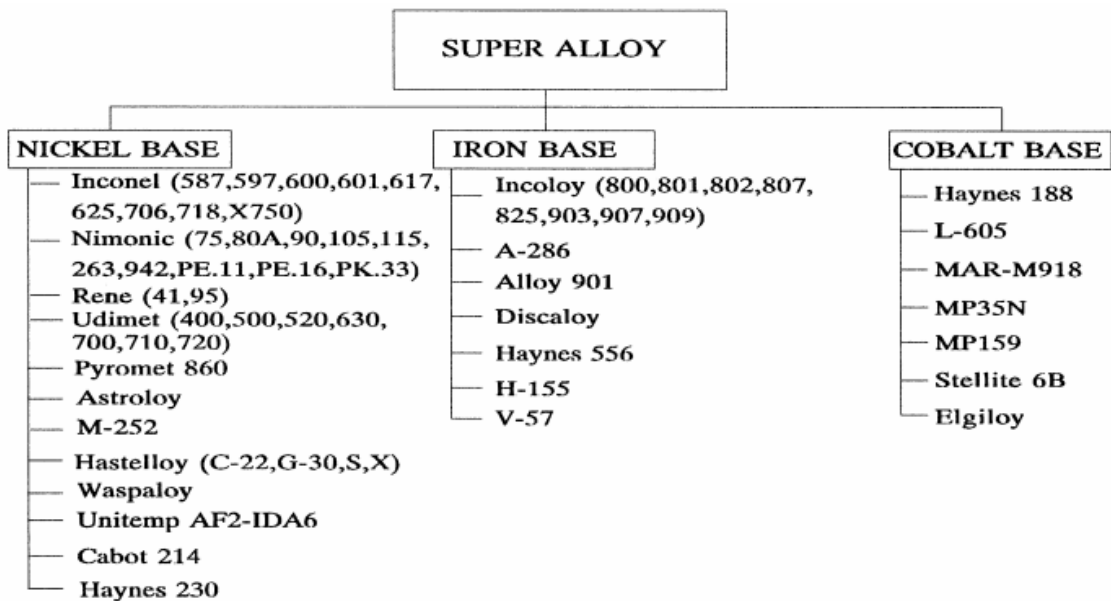 SUPER ALLOY
NICKEL BASE
Inconel (587,597,600,601,617,
625,706,718,X750)
Nimonic (75,80A,90,105,115,
263,942,PE.11,PE.16,PK.33)
Rene (41,95)
Udimet (400,500,520,630,
700,710,720)
Pyromet 860
Astroloy
M-252
Hastelloy (C-22,G-30,S,X)
Waspaloy
Unitemp AF2-IDA6
Cabot 214
Haynes 230
IRON BASE
Incoloy (800,801,802,807,
825,903,907,909)
A-286
Alloy 901
Discaloy
Haynes 556
H-155
V-57
COBALT BASE
Haynes 188
L-605
MAR-M918
MP35N
MP159
Stellite 6B
Elgiloy